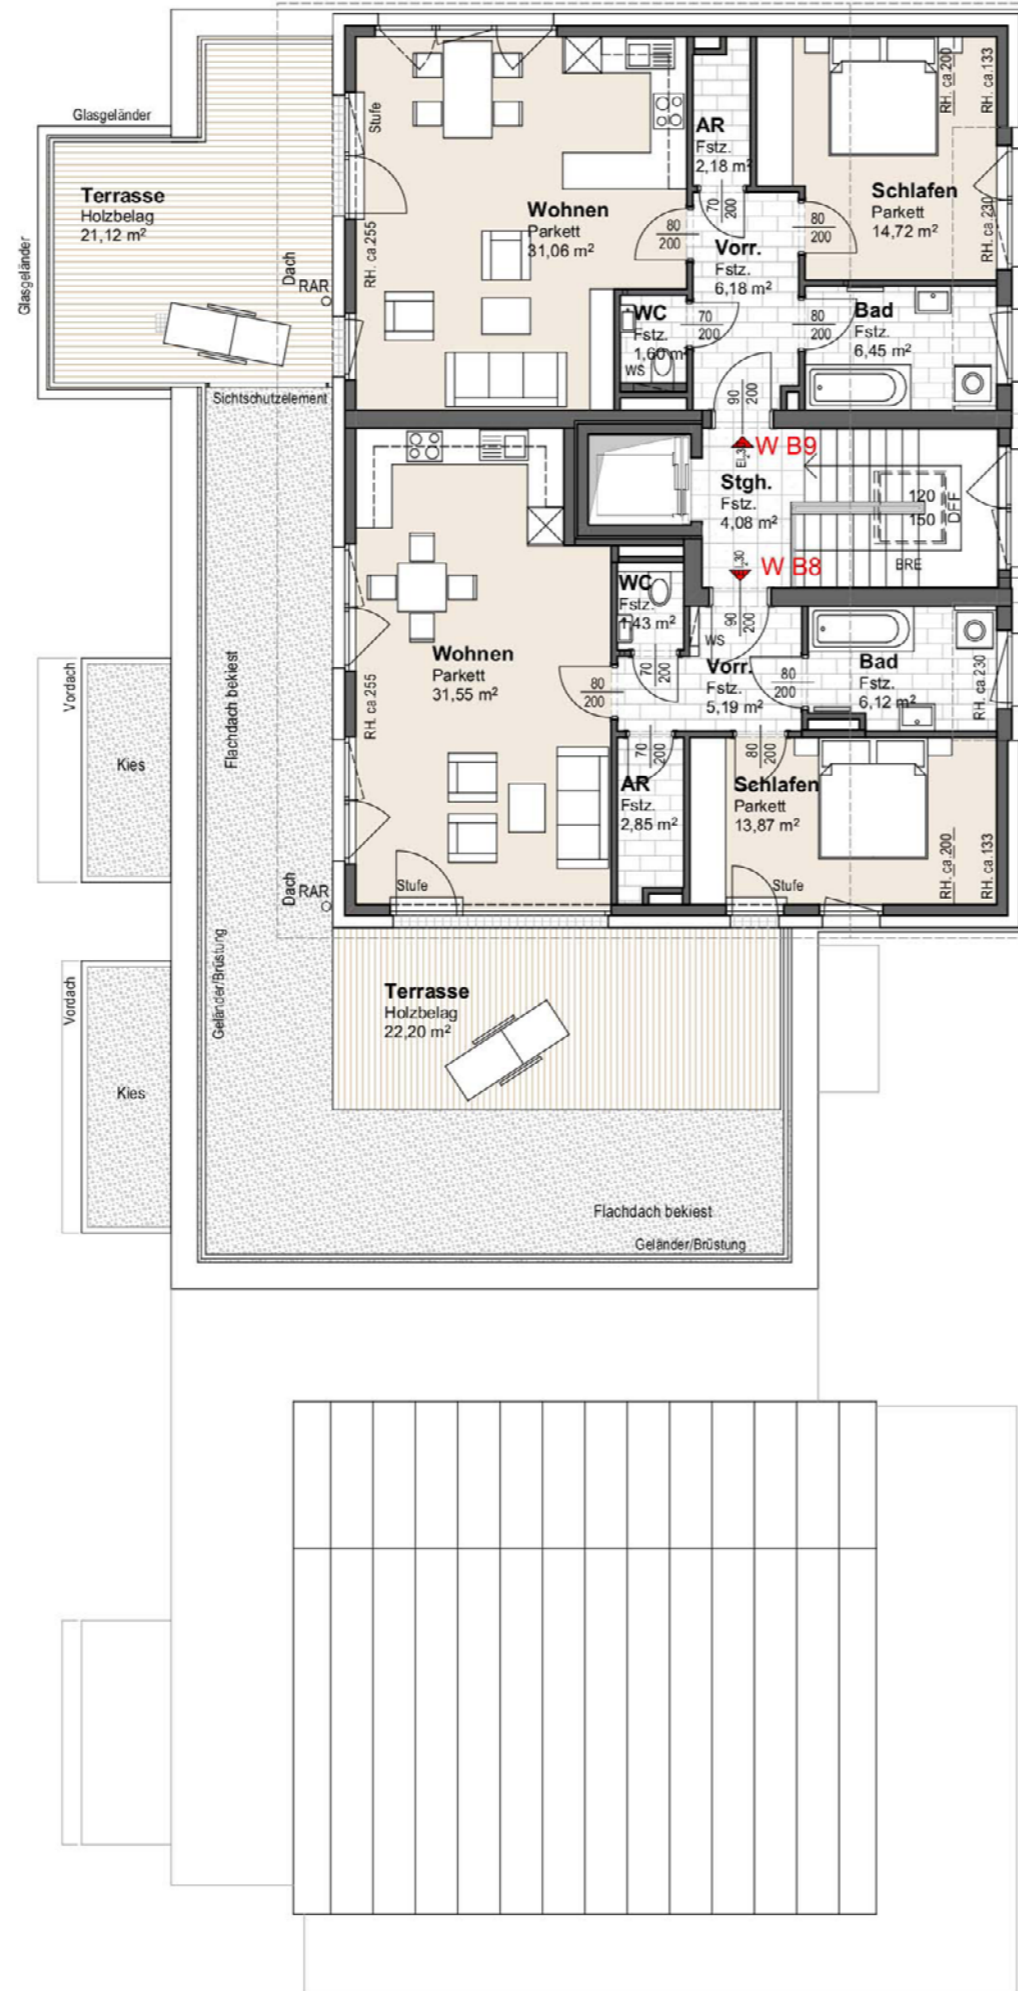 Glasgeländer
Glasgeländer
Terrasse
Holzbelag
21,12 m²
Stufe
Dach
RAR
RH. ca.255
Wohnen
Parkett
31,06 m²
AR
Fstz.
2,18 m²
70
200
80
200
Vorr.
Fstz.
6,18 m²
80
200
Schlafen
Parkett
14,72 m²
RH. ca.200
RH. ca.133
RH. ca.230
WC
Fstz.
1,60 m²
WS
70
200
80
200
Bad
Fstz.
6,45 m²
90
200
Sichtschutzelement
W B9
Stgh.
Fstz.
4,08 m²
120
150
DFF
BRE
W B8
90
200
WC
Fstz.
1,43 m²
WS
70
200
Vorr.
Fstz.
5,19 m²
80
200
Bad
Fstz.
6,12 m²
RH. ca.230
Wohnen
Parkett
31,55 m²
80
200
RH. ca.255
Vordach
Kies
Flachdach bekiest
70
200
AR
Fstz.
2,85 m²
80
200
Schlafen
Parkett
13,87 m²
RH. ca.200
RH. ca.133
Stufe
Stufe
Dach
RAR
Geländer/Brüstung
Vordach
Kies
Terrasse
Holzbelag
22,20 m²
Flachdach bekiest
Geländer/Brüstung